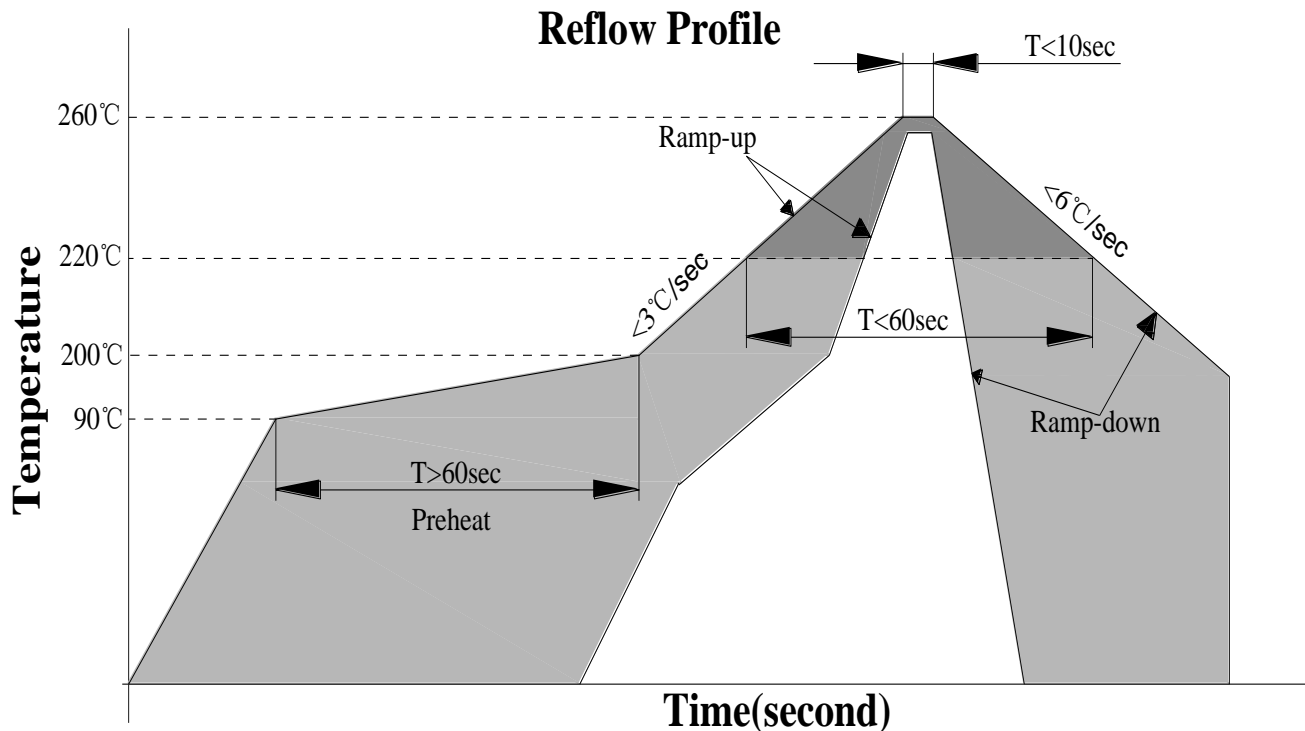 Reflow Profile
T<10sec
260℃
Ramp-up
<6℃/sec
220℃
<3℃/sec
T<60sec
200℃
90℃
Ramp-down
T>60sec
Preheat
Temperature
Time(second)